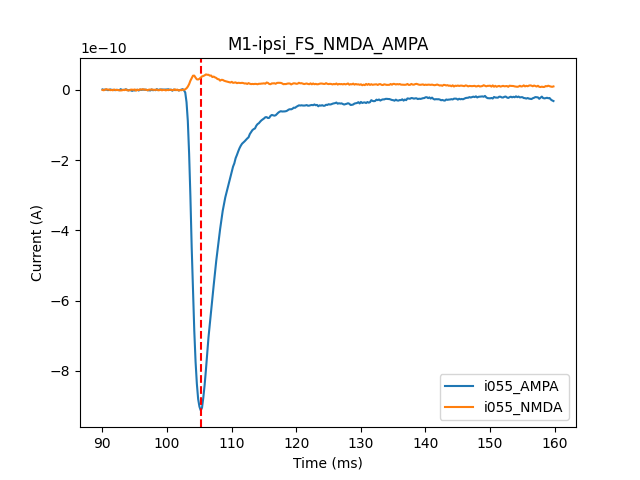 M1-ipsi_FS_NMDA_AMPA
1e−10
0
−2
−4
−6
−8
Current (A)
90
100
110
120
130
140
150
160
Time (ms)
i055_AMPA
i055_NMDA